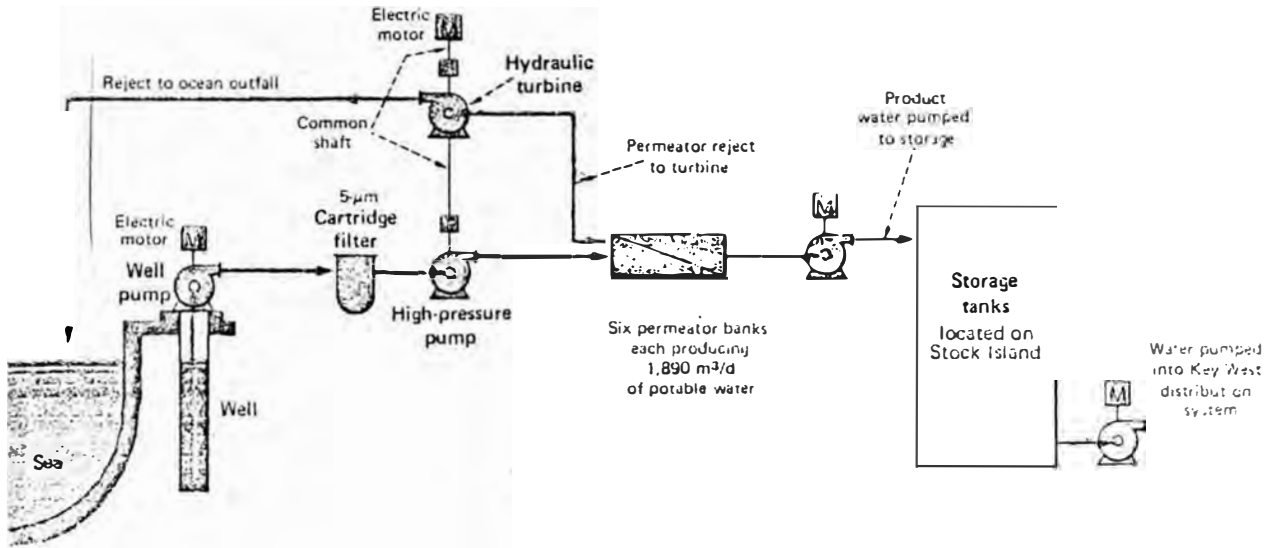 Electric
motor
M
Hydraulic
turbine
Reject to ocean outfall
Common
shaft
Permeator reject
to turbine
Product
water pumped
to storage
5-μm
Cartridge
filter
Electric
motor
M
Well
pump
High-pressure
pump
M
Six permeator banks
each producing
1,890 m³/d
of potable water
Storage
tanks
located on
Stock Island
Water pumped
into Key West
distribut on
system
M
Well
Sea